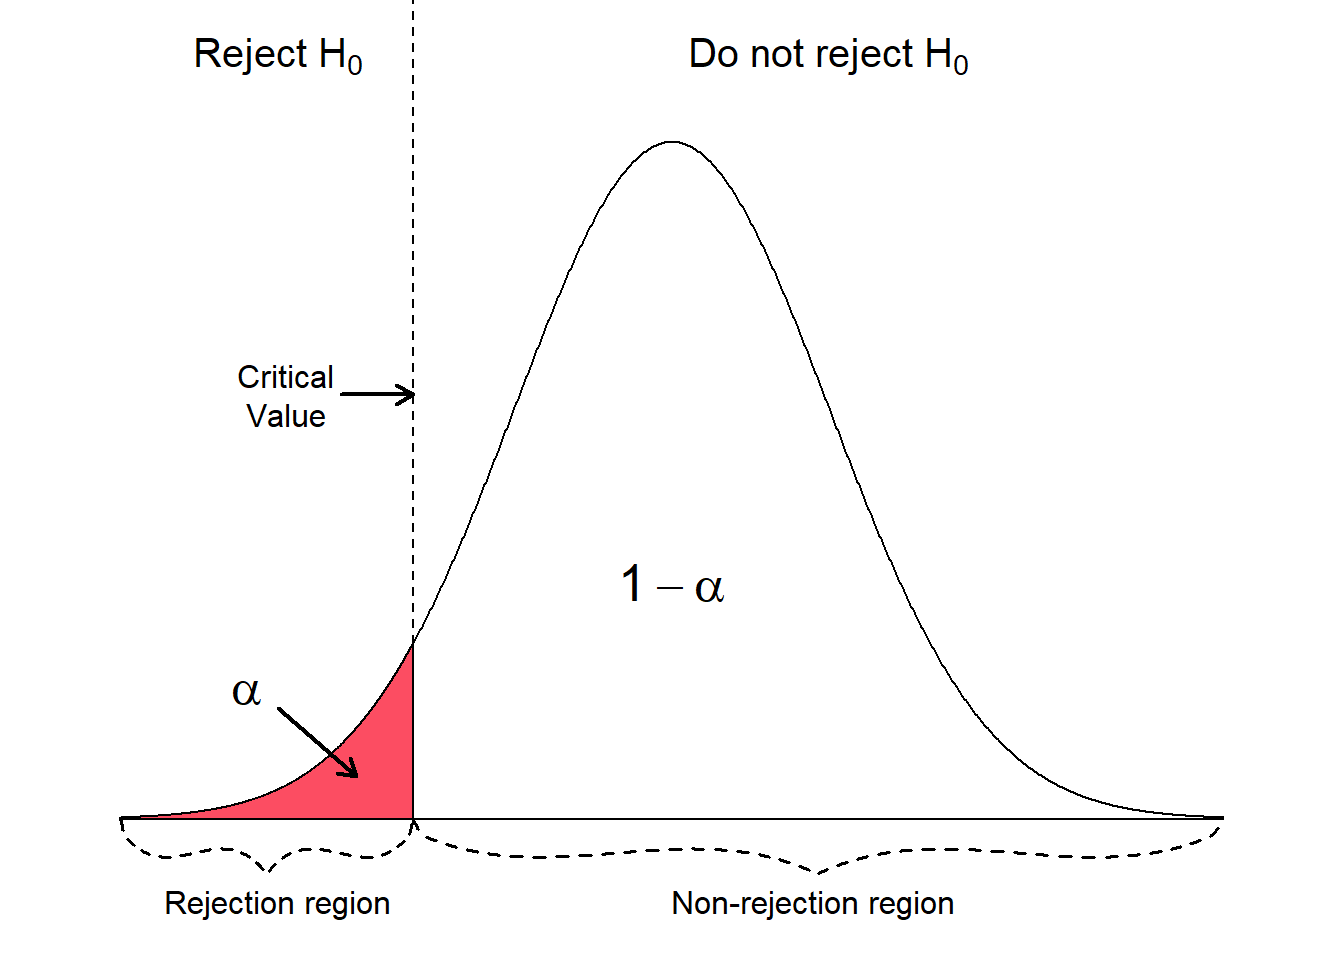 Reject H₀
Do not reject H₀
Critical
Value
1 − α
α
Rejection region
Non-rejection region